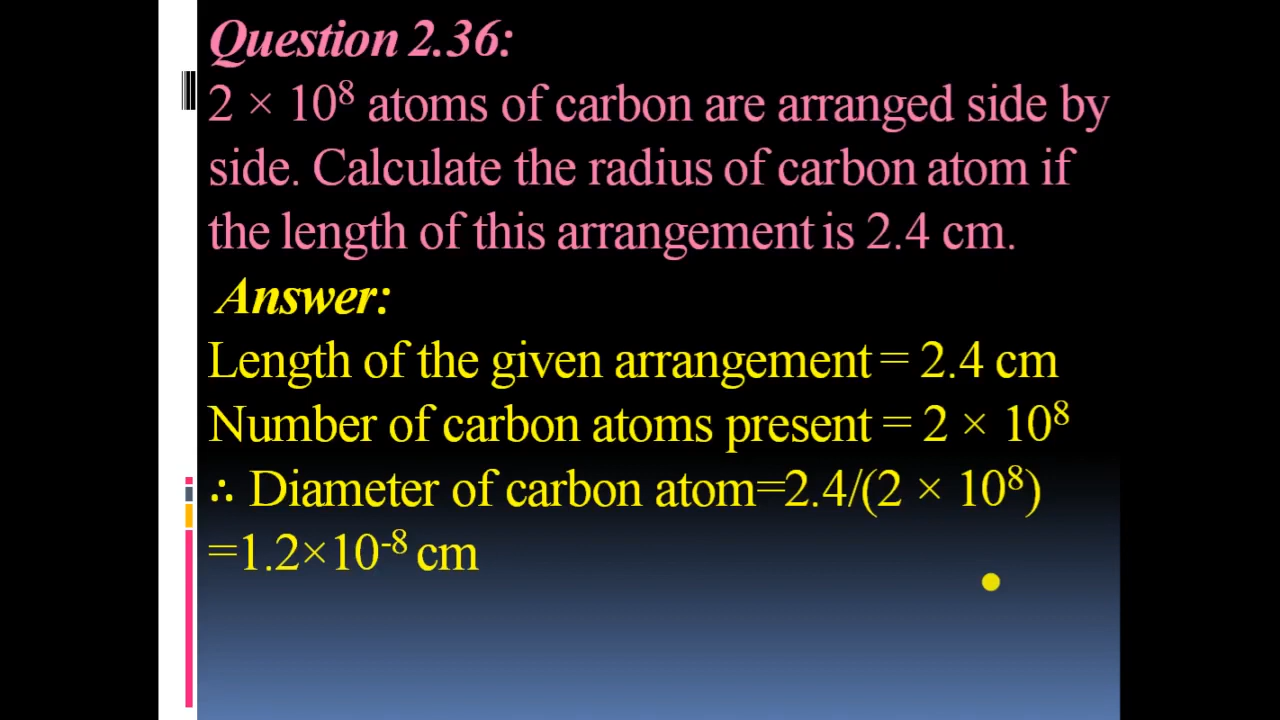 Question 2.36:
2 × 10⁸ atoms of carbon are arranged side by
side. Calculate the radius of carbon atom if
the length of this arrangement is 2.4 cm.
Answer:
Length of the given arrangement = 2.4 cm
Number of carbon atoms present = 2 × 10⁸
∴ Diameter of carbon atom=2.4/(2 × 10⁸)
=1.2×10⁻⁸ cm